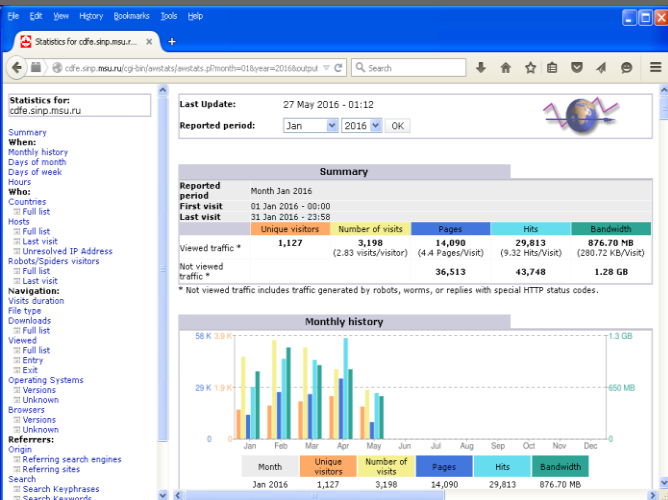 File Edit View History Bookmarks Tools Help
Statistics for cdfe.sinp.msu.r... × +
cdfe.sinp.msu.ru/cgi-bin/awstats/awstats.pl?month=01&year=2016&output
Search
Statistics for:
cdfe.sinp.msu.ru
Summary
When:
Monthly history
Days of month
Days of week
Hours
Who:
Countries
Full list
Hosts
Full list
Last visit
Unresolved IP Address
Robots/Spiders visitors
Full list
Last visit
Navigation:
Visits duration
File type
Downloads
Full list
Viewed
Full list
Entry
Exit
Operating Systems
Versions
Unknown
Browsers
Versions
Unknown
Referrers:
Origin
Referring search engines
Referring sites
Search
Search Keyphrases
Search Keywords
Last Update: 27 May 2016 - 01:12
Reported period: Jan 2016 OK
Summary
Reported period Month Jan 2016
First visit 01 Jan 2016 - 00:00
Last visit 31 Jan 2016 - 23:58
Unique visitors Number of visits Pages Hits Bandwidth
Viewed traffic * 1,127 3,198 14,090 29,813 876.70 MB
(2.83 visits/visitor) (4.4 Pages/Visit) (9.32 Hits/Visit) (280.72 KB/Visit)
Not viewed traffic * 36,513 43,748 1.28 GB
* Not viewed traffic includes traffic generated by robots, worms, or replies with special HTTP status codes.
Monthly history
58 K 3.9 K 1.3 GB
29 K 1.9 K 650 MB
0 0 0
Jan Feb Mar Apr May Jun Jul Aug Sep Oct Nov Dec
Month Unique visitors Number of visits Pages Hits Bandwidth
Jan 2016 1,127 3,198 14,090 29,813 876.70 MB